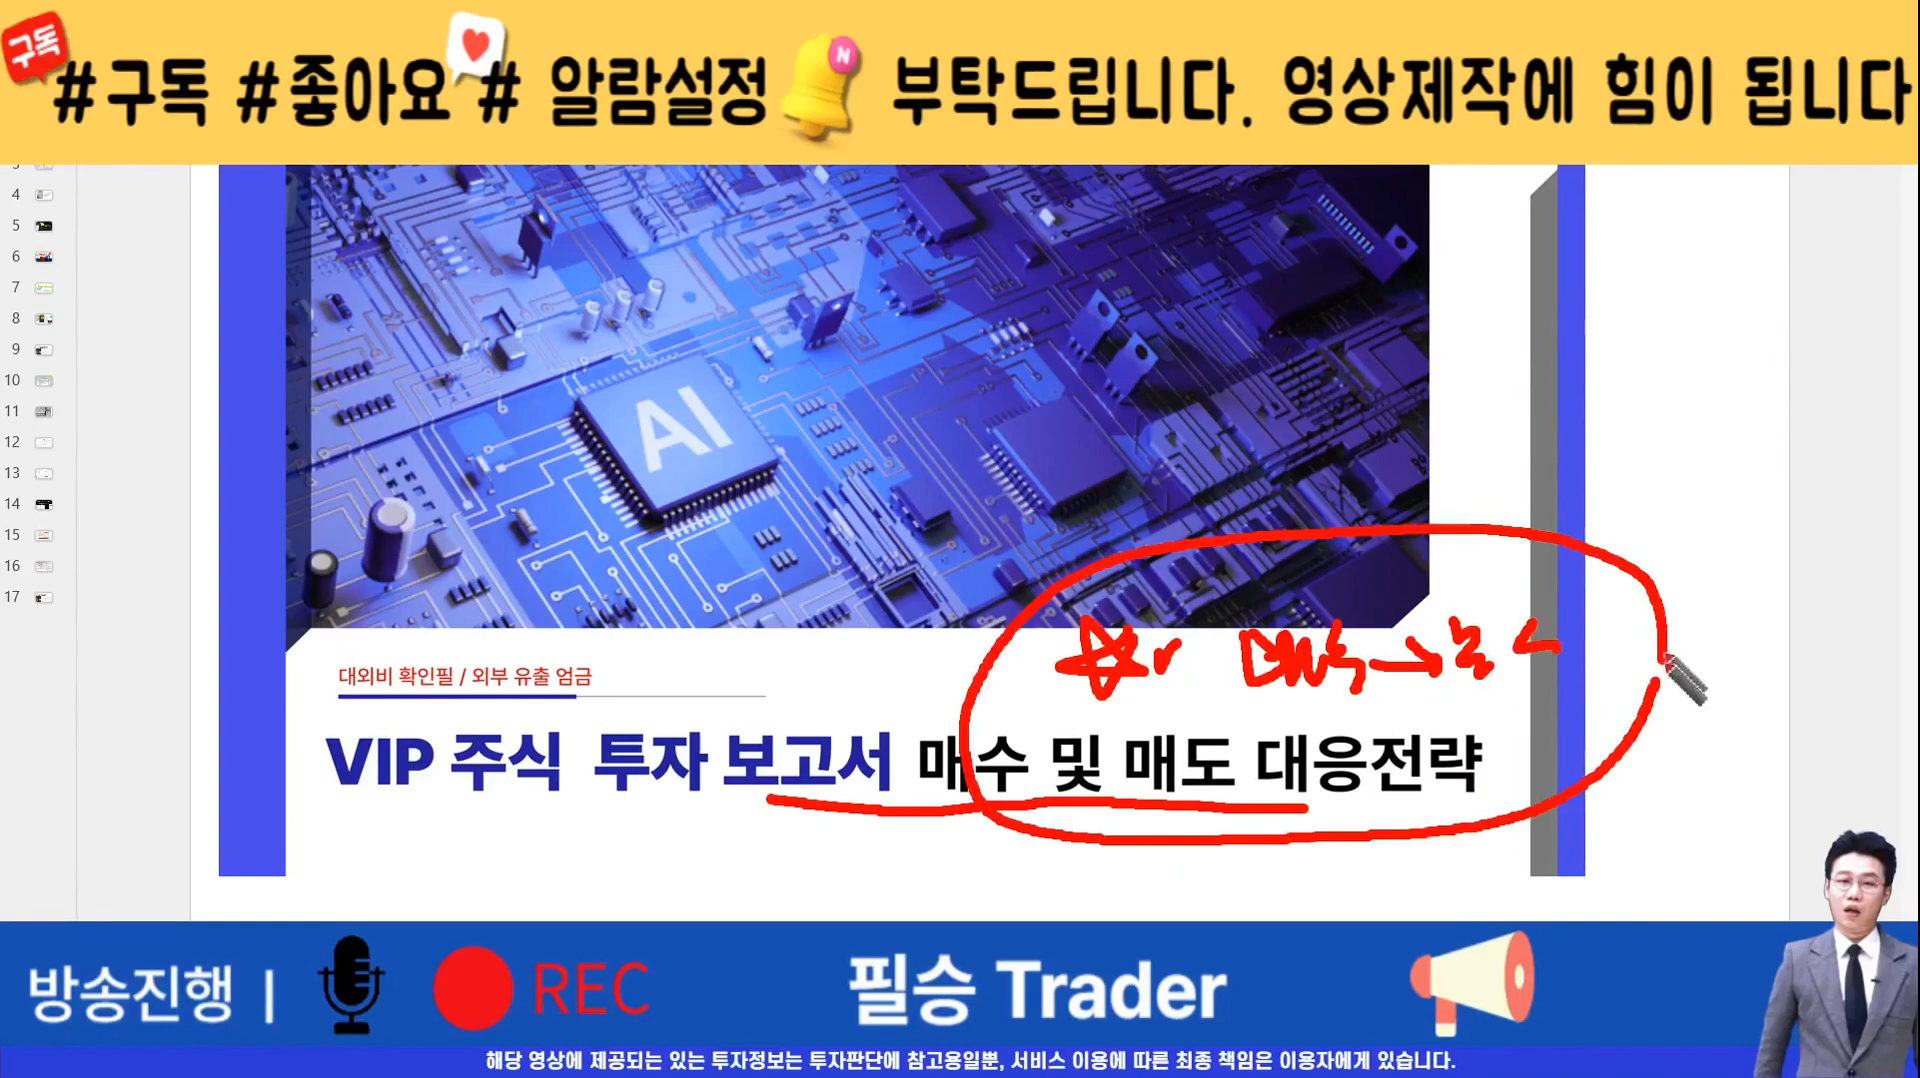 구독
#구독 #좋아요 # 알람설정 N 부탁드립니다. 영상제작에 힘이 됩니다
4
5
6
7
8
9
10
11
12
13
14
15
16
17
AI
대외비 확인필 / 외부 유출 엄금
VIP 주식 투자 보고서 매수 및 매도 대응전략
방송진행 | REC 필승 Trader
해당 영상에 제공되는 있는 투자정보는 투자판단에 참고용일뿐, 서비스 이용에 따른 최종 책임은 이용자에게 있습니다.